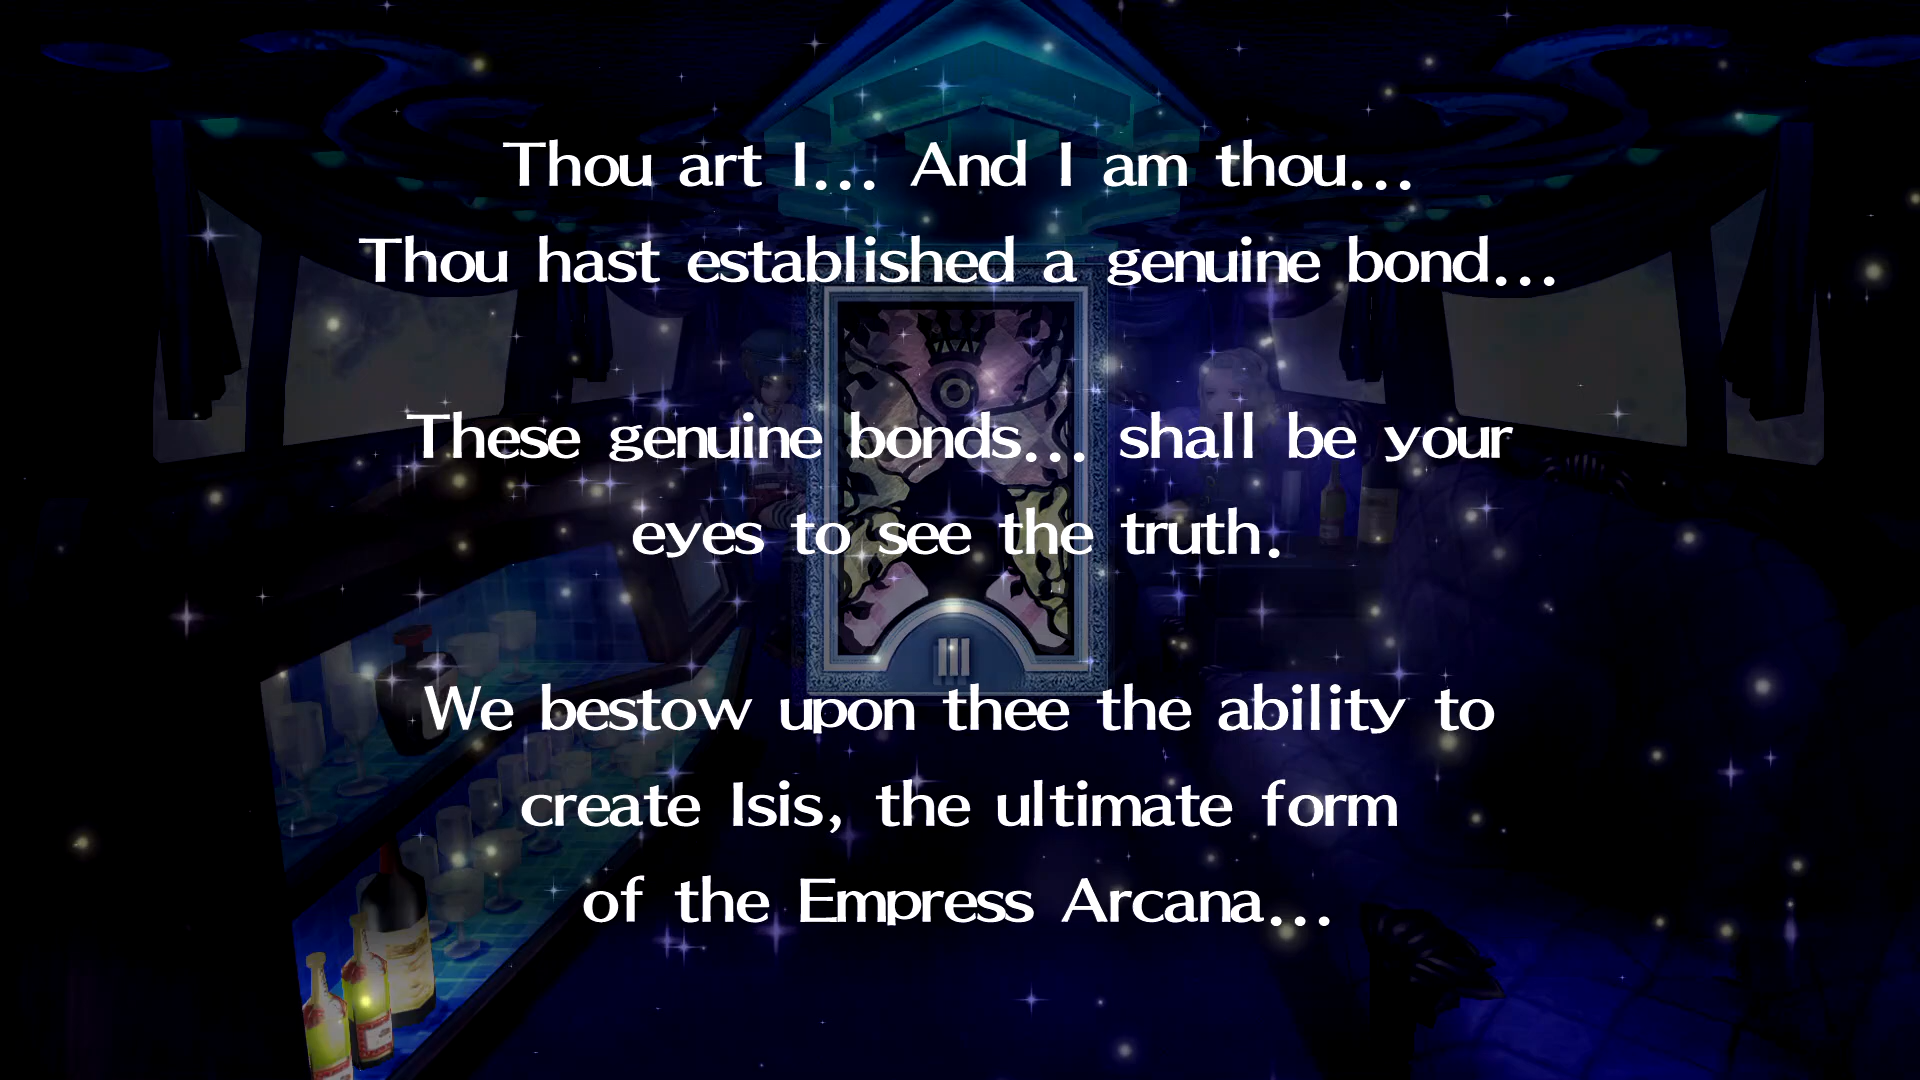 Thou art I... And I am thou...
Thou hast established a genuine bond...
These genuine bonds... shall be your
eyes to see the truth.
We bestow upon thee the ability to
create Isis, the ultimate form
of the Empress Arcana...
III